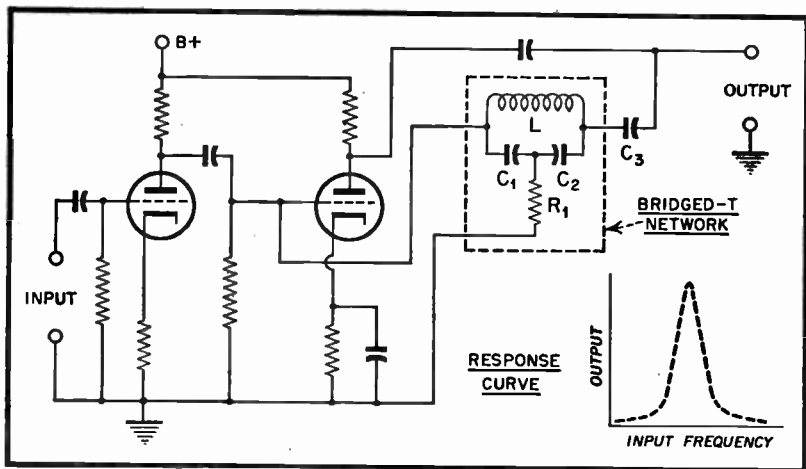 B+
OUTPUT
L
C3
C1
C2
R1
BRIDGED-T
NETWORK
INPUT
RESPONSE
CURVE
OUTPUT
INPUT FREQUENCY